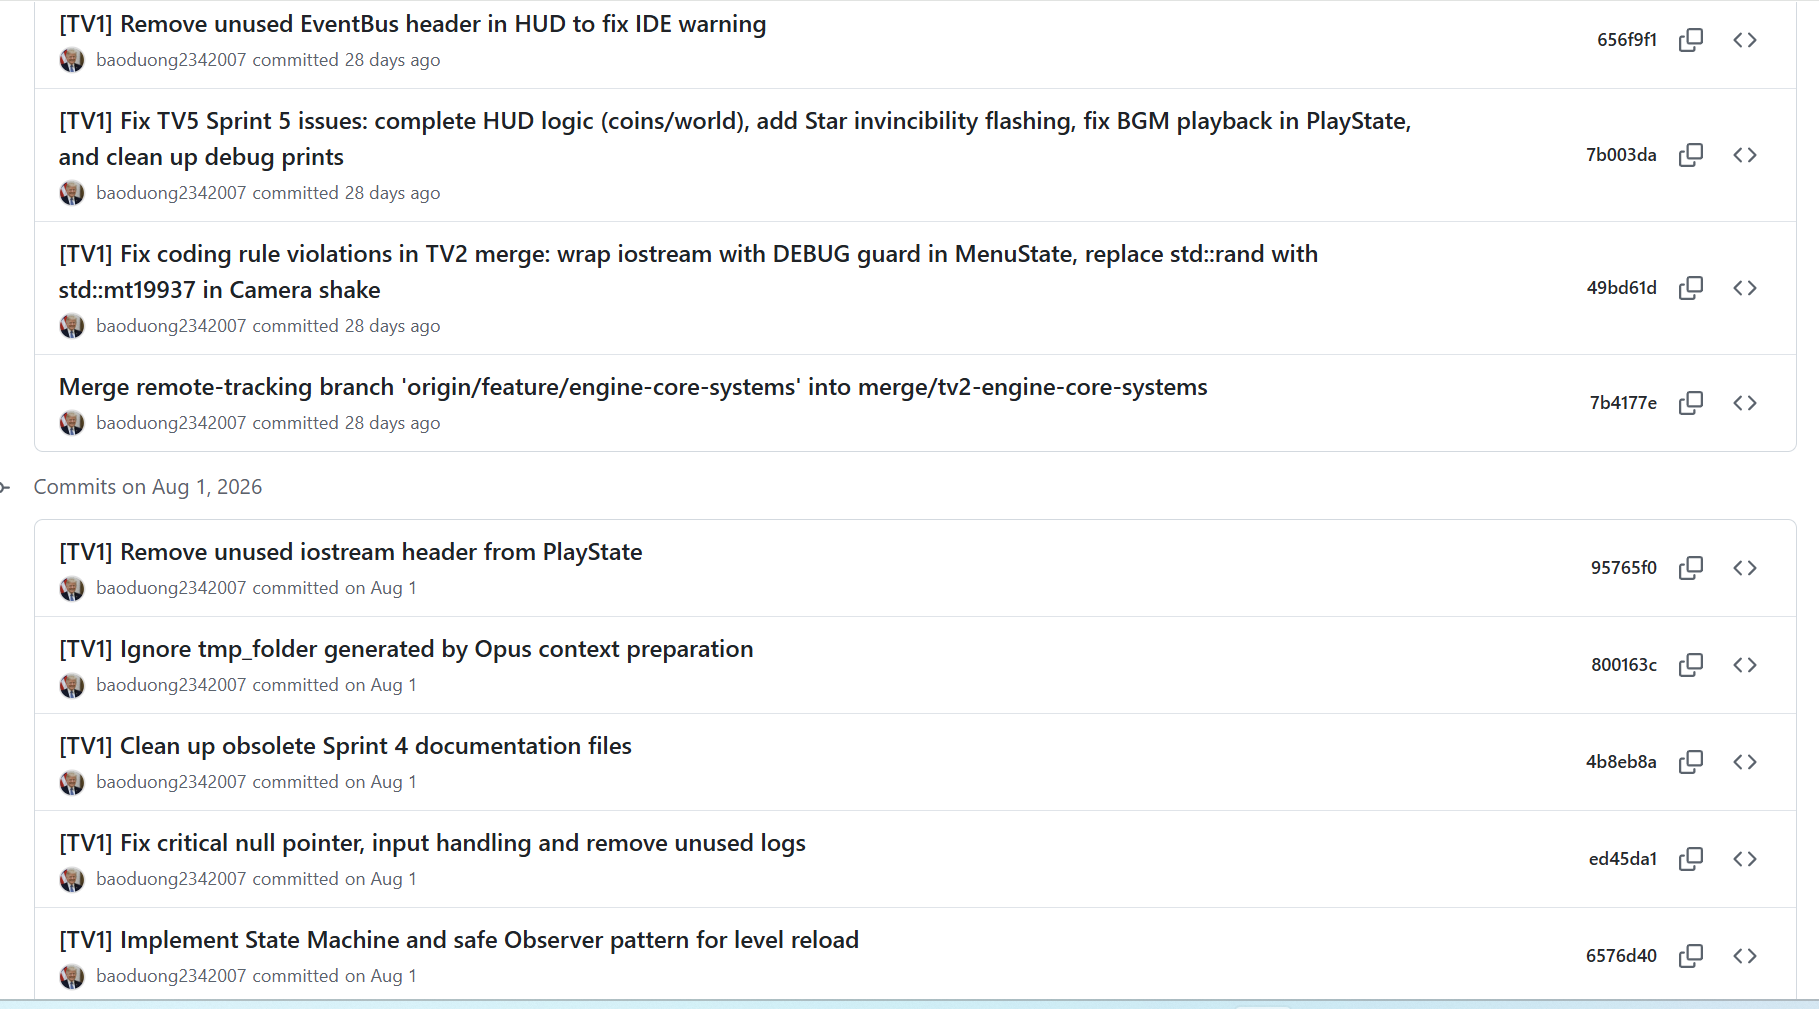 [TV1] Remove unused EventBus header in HUD to fix IDE warning
baoduong2342007 committed 28 days ago
656f9f1
[TV1] Fix TV5 Sprint 5 issues: complete HUD logic (coins/world), add Star invincibility flashing, fix BGM playback in PlayState,
and clean up debug prints
baoduong2342007 committed 28 days ago
7b003da
[TV1] Fix coding rule violations in TV2 merge: wrap iostream with DEBUG guard in MenuState, replace std::rand with
std::mt19937 in Camera shake
baoduong2342007 committed 28 days ago
49bd61d
Merge remote-tracking branch 'origin/feature/engine-core-systems' into merge/tv2-engine-core-systems
baoduong2342007 committed 28 days ago
7b4177e
Commits on Aug 1, 2026
[TV1] Remove unused iostream header from PlayState
baoduong2342007 committed on Aug 1
95765f0
[TV1] Ignore tmp_folder generated by Opus context preparation
baoduong2342007 committed on Aug 1
800163c
[TV1] Clean up obsolete Sprint 4 documentation files
baoduong2342007 committed on Aug 1
4b8eb8a
[TV1] Fix critical null pointer, input handling and remove unused logs
baoduong2342007 committed on Aug 1
ed45da1
[TV1] Implement State Machine and safe Observer pattern for level reload
baoduong2342007 committed on Aug 1
6576d40